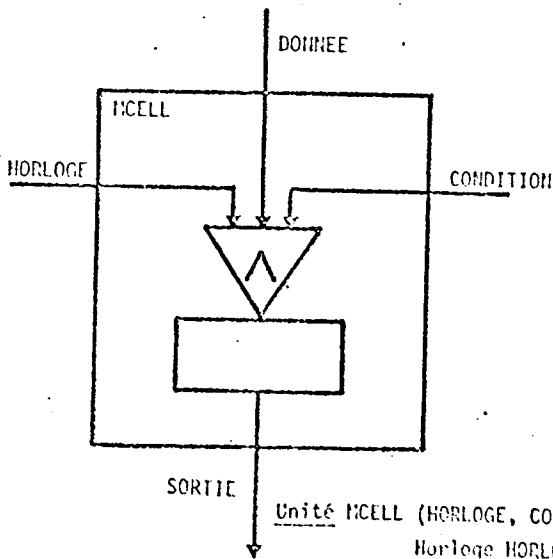 DONNEE
MCELL
HORLOGE
CONDITION
Λ
SORTIE
Unité MCELL (HORLOGE, CO
Horloge HORL